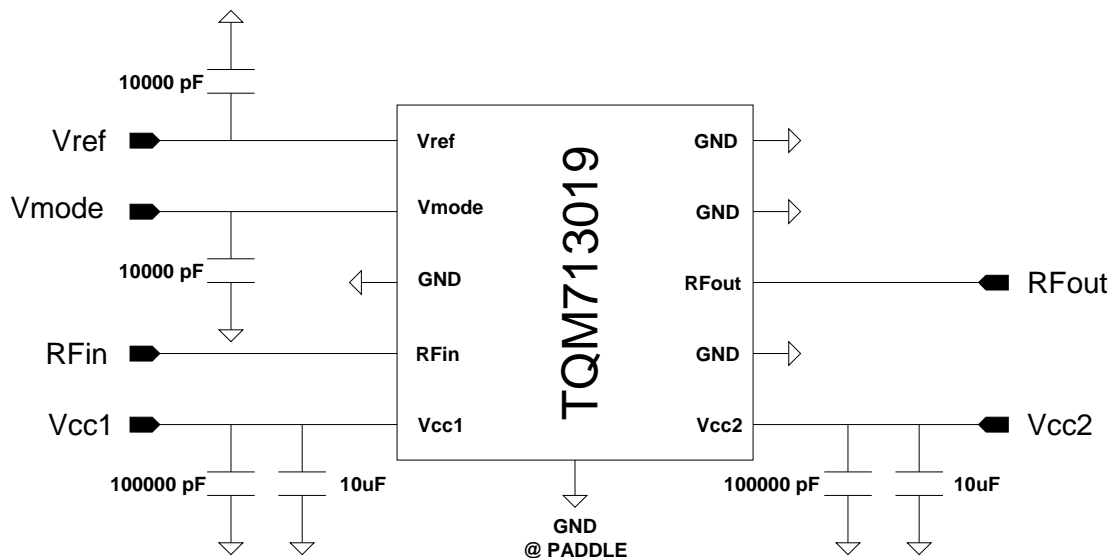 10000 pF
Vref
Vref
GND
Vmode
Vmode
GND
10000 pF
GND
RFout
RFout
RFin
RFin
GND
Vcc1
Vcc1
Vcc2
Vcc2
100000 pF
10uF
100000 pF
10uF
TQM713019
GND
@ PADDLE